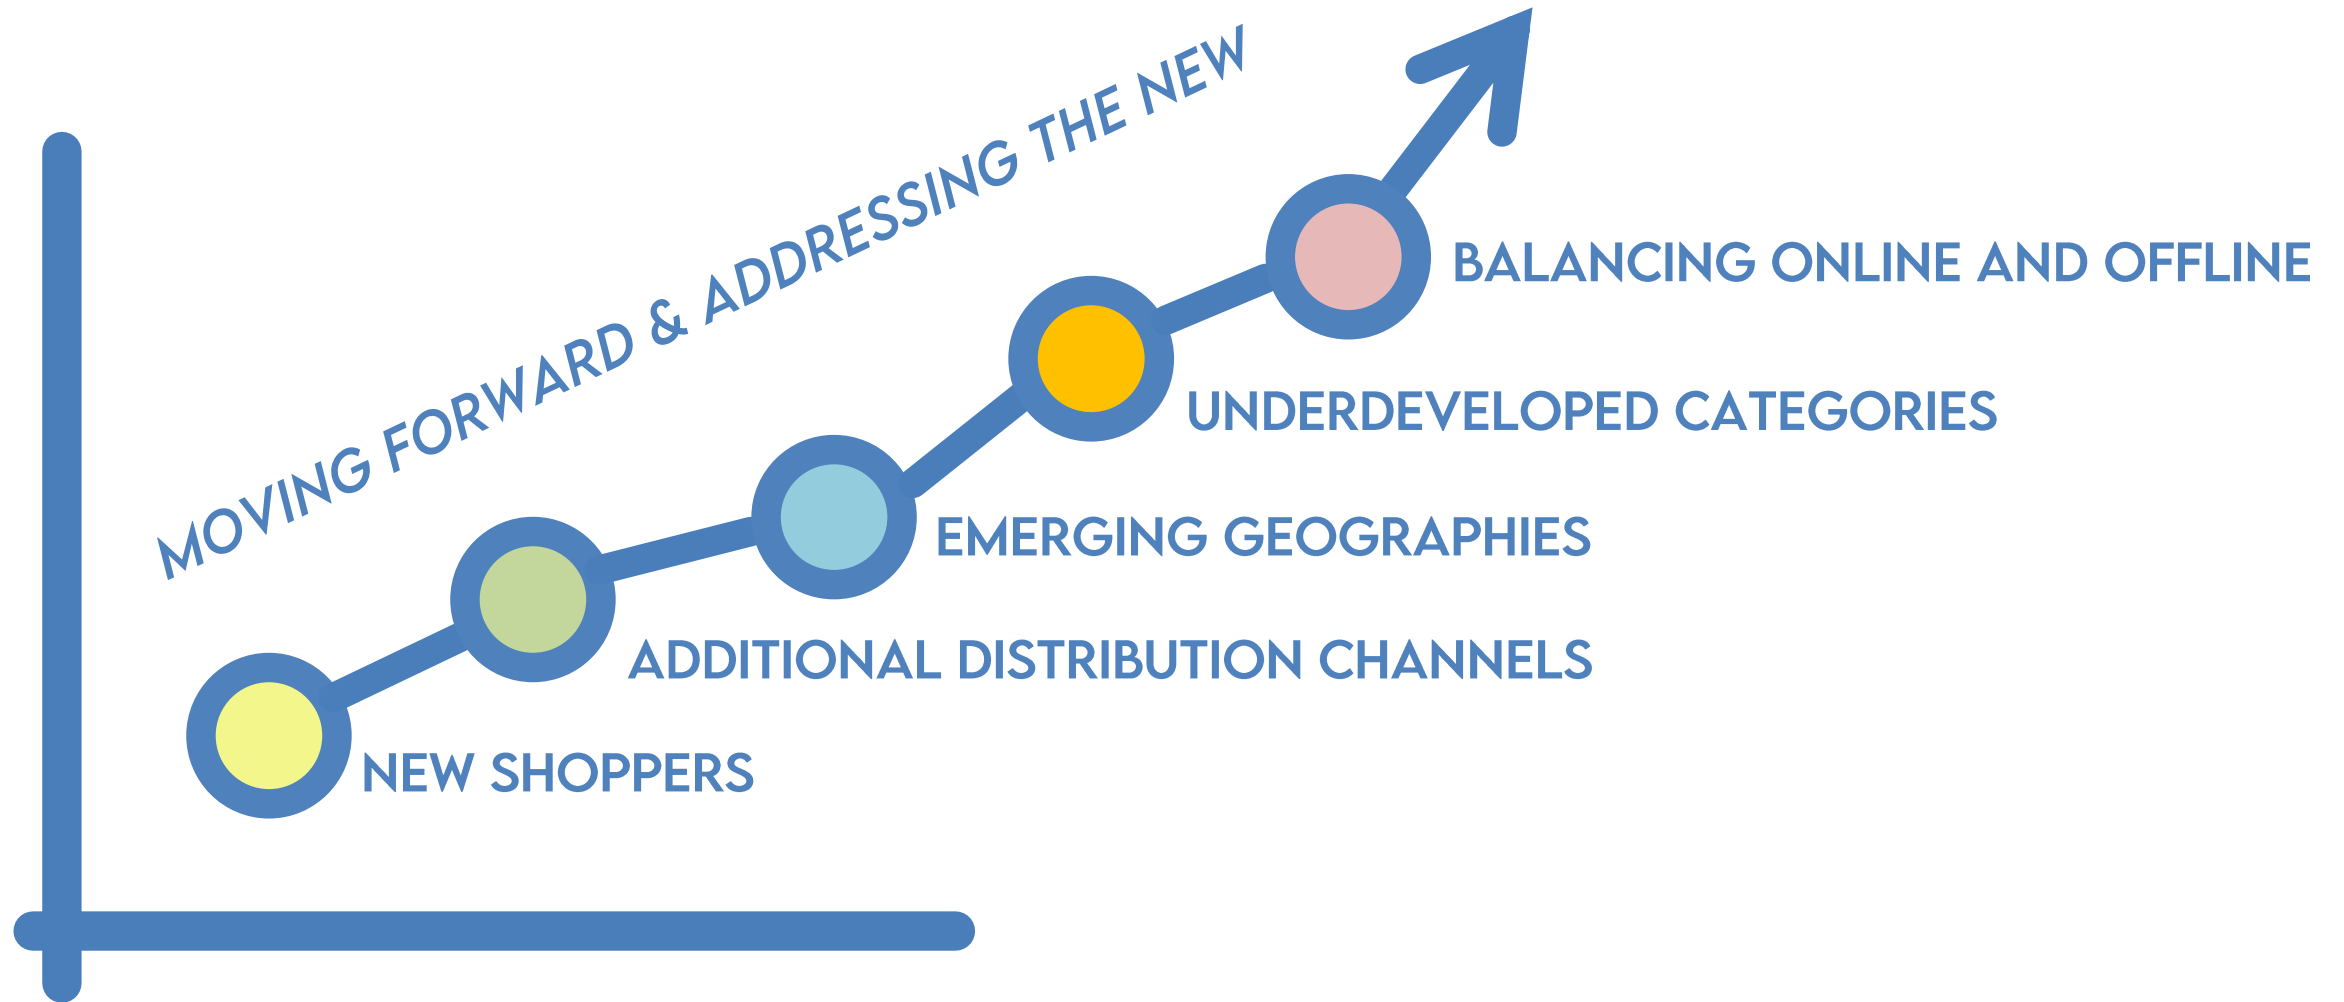 MOVING FORWARD & ADDRESSING THE NEW
BALANCING ONLINE AND OFFLINE
UNDERDEVELOPED CATEGORIES
EMERGING GEOGRAPHIES
ADDITIONAL DISTRIBUTION CHANNELS
NEW SHOPPERS